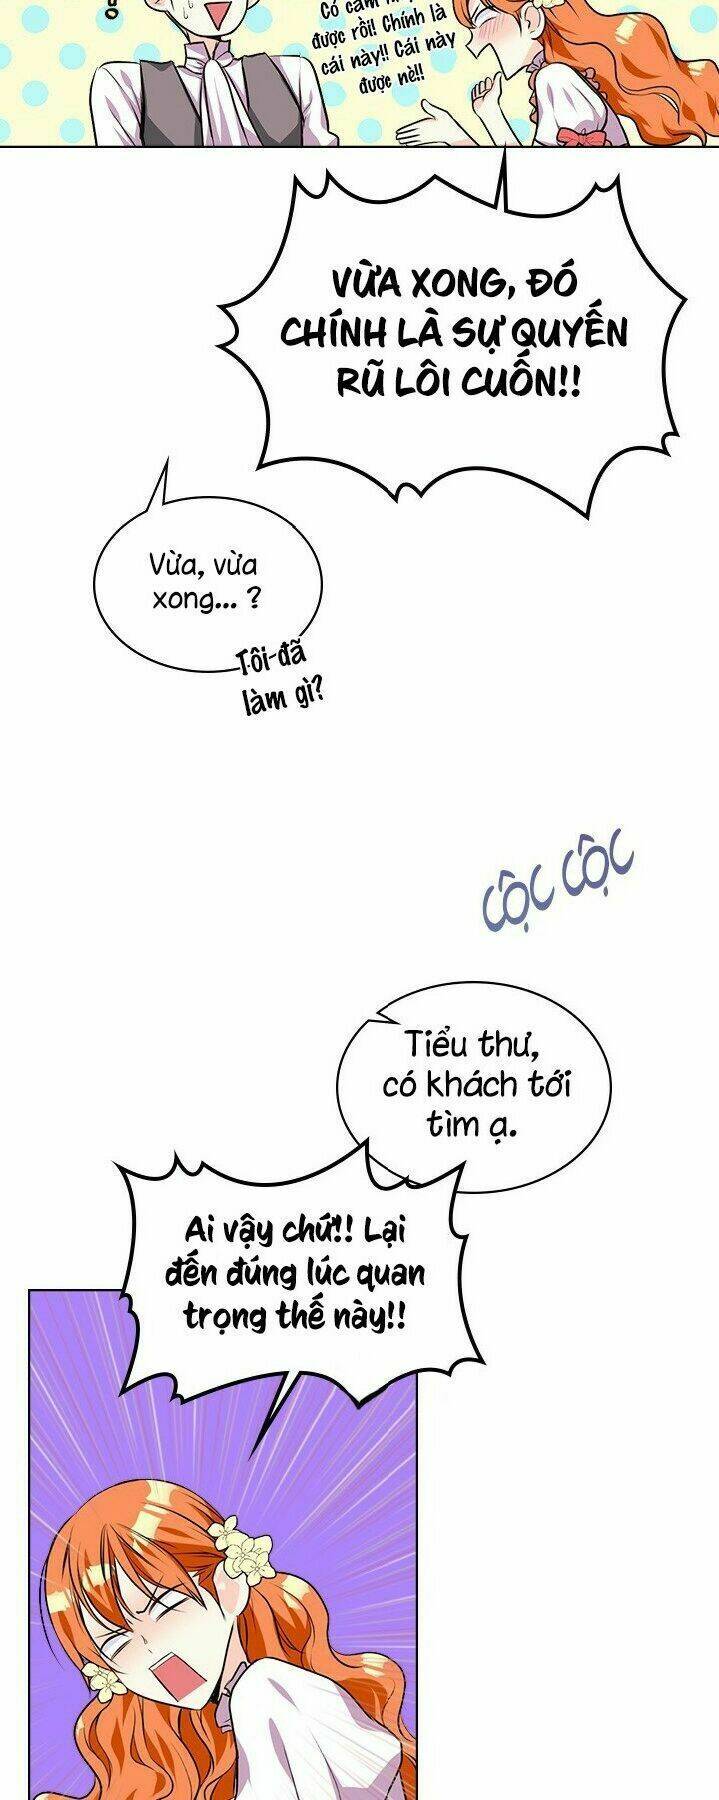 Có cảm
được rồi! Chính là
cái này!! Cái này
được nè!!
VỪA XONG, ĐÓ
CHÍNH LÀ SỰ QUYẾN
RŨ LÔI CUỐN!!
Vừa, vừa
xong... ?
Tôi đã
làm gì?
CỘC CỘC
Tiểu thư,
có khách tới
tìm ạ.
Ai vậy chứ!! Lại
đến đúng lúc quan
trọng thế này!!